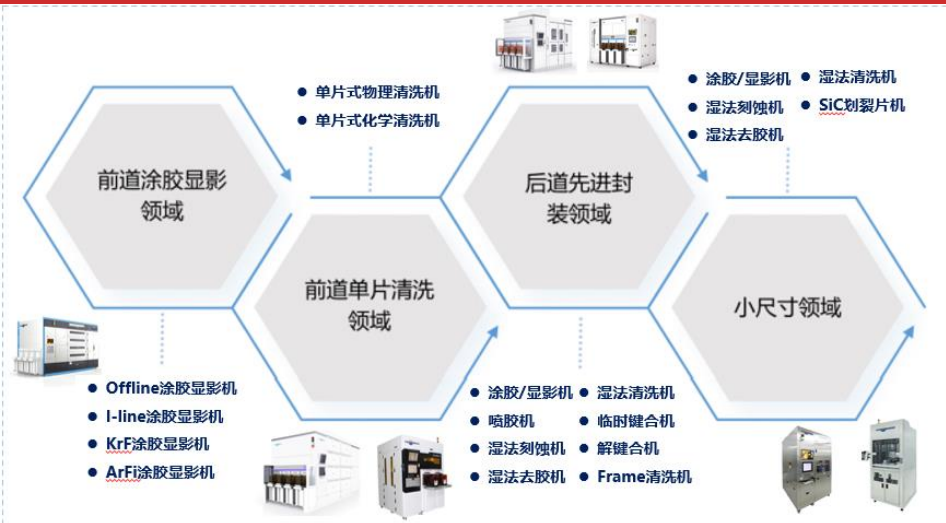 前道涂胶显影
领域
Offline涂胶显影机
I-line涂胶显影机
KrF涂胶显影机
ArFi涂胶显影机
单片式物理清洗机
单片式化学清洗机
前道单片清洗
领域
后道先进封
装领域
涂胶/显影机
喷胶机
湿法刻蚀机
湿法去胶机
湿法清洗机
临时键合机
解键合机
Frame清洗机
涂胶/显影机
湿法刻蚀机
湿法去胶机
湿法清洗机
SiC划裂片机
小尺寸领域